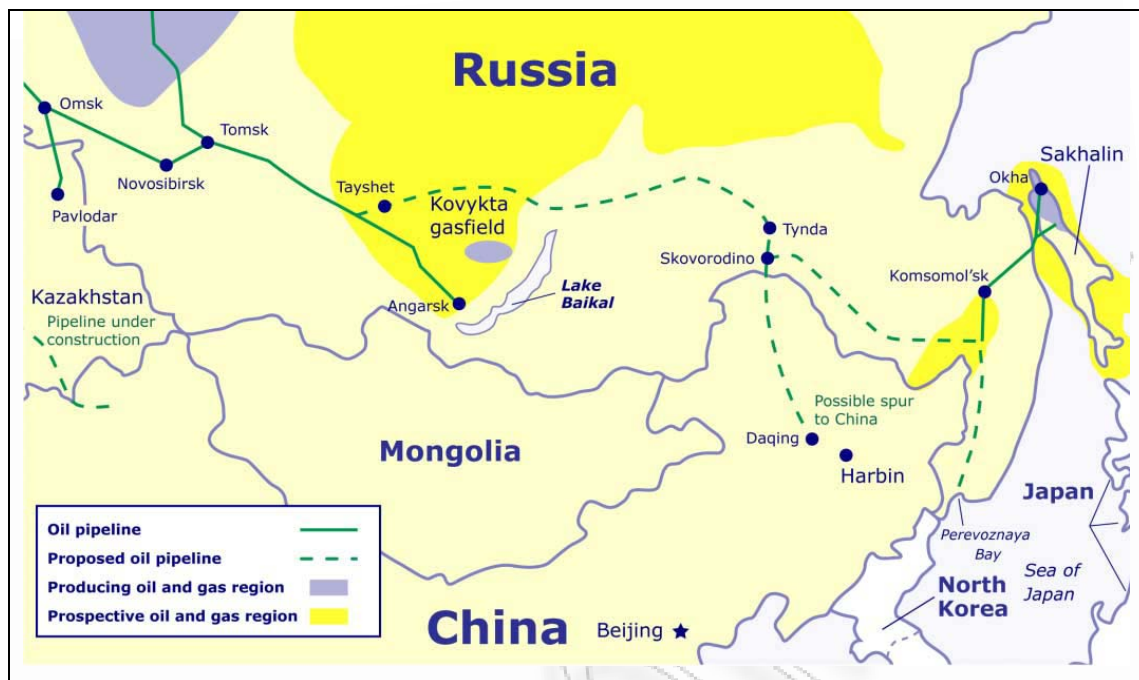 Russia
Omsk
Tomsk
Novosibirsk
Pavlodar
Tayshet
Kovykta
gasfield
Sakhalin
Okha
Tynda
Skovorodino
Komsomol'sk
Lake
Baikal
Angarsk
Kazakhstan
Pipeline under
construction
Possible spur
to China
Daqing
Harbin
Mongolia
Japan
Perevoznaya
Bay
Sea of
Japan
North
Korea
Oil pipeline
Proposed oil pipeline
Producing oil and gas region
Prospective oil and gas region
China
Beijing